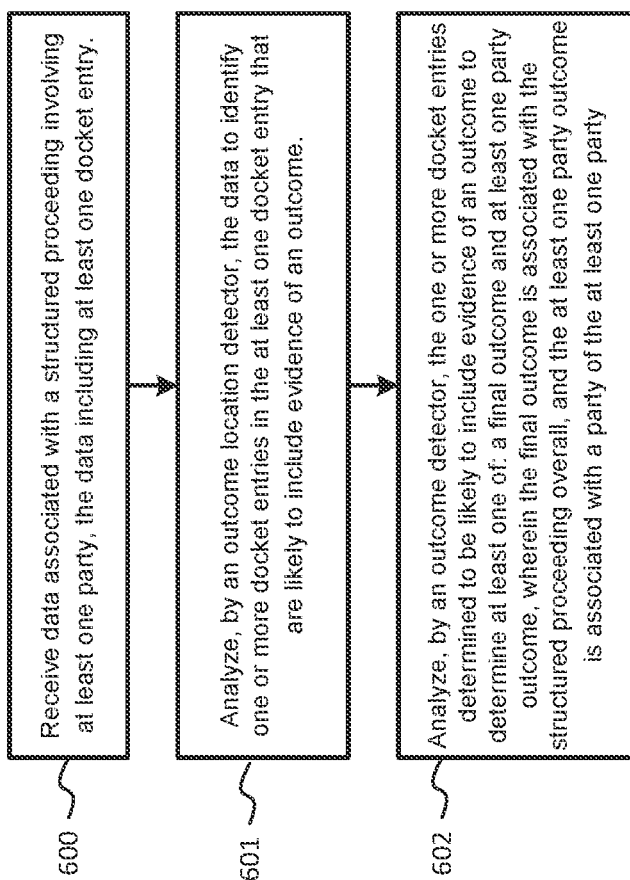 600
Receive data associated with a structured proceeding involving
at least one party, the data including at least one docket entry.
601
Analyze, by an outcome location detector, the data to identify
one or more docket entries in the at least one docket entry that
are likely to include evidence of an outcome.
602
Analyze, by an outcome detector, the one or more docket entries
determined to be likely to include evidence of an outcome to
determine at least one of: a final outcome and at least one party
outcome, wherein the final outcome is associated with the
structured proceeding overall, and the at least one party outcome
is associated with a party of the at least one party